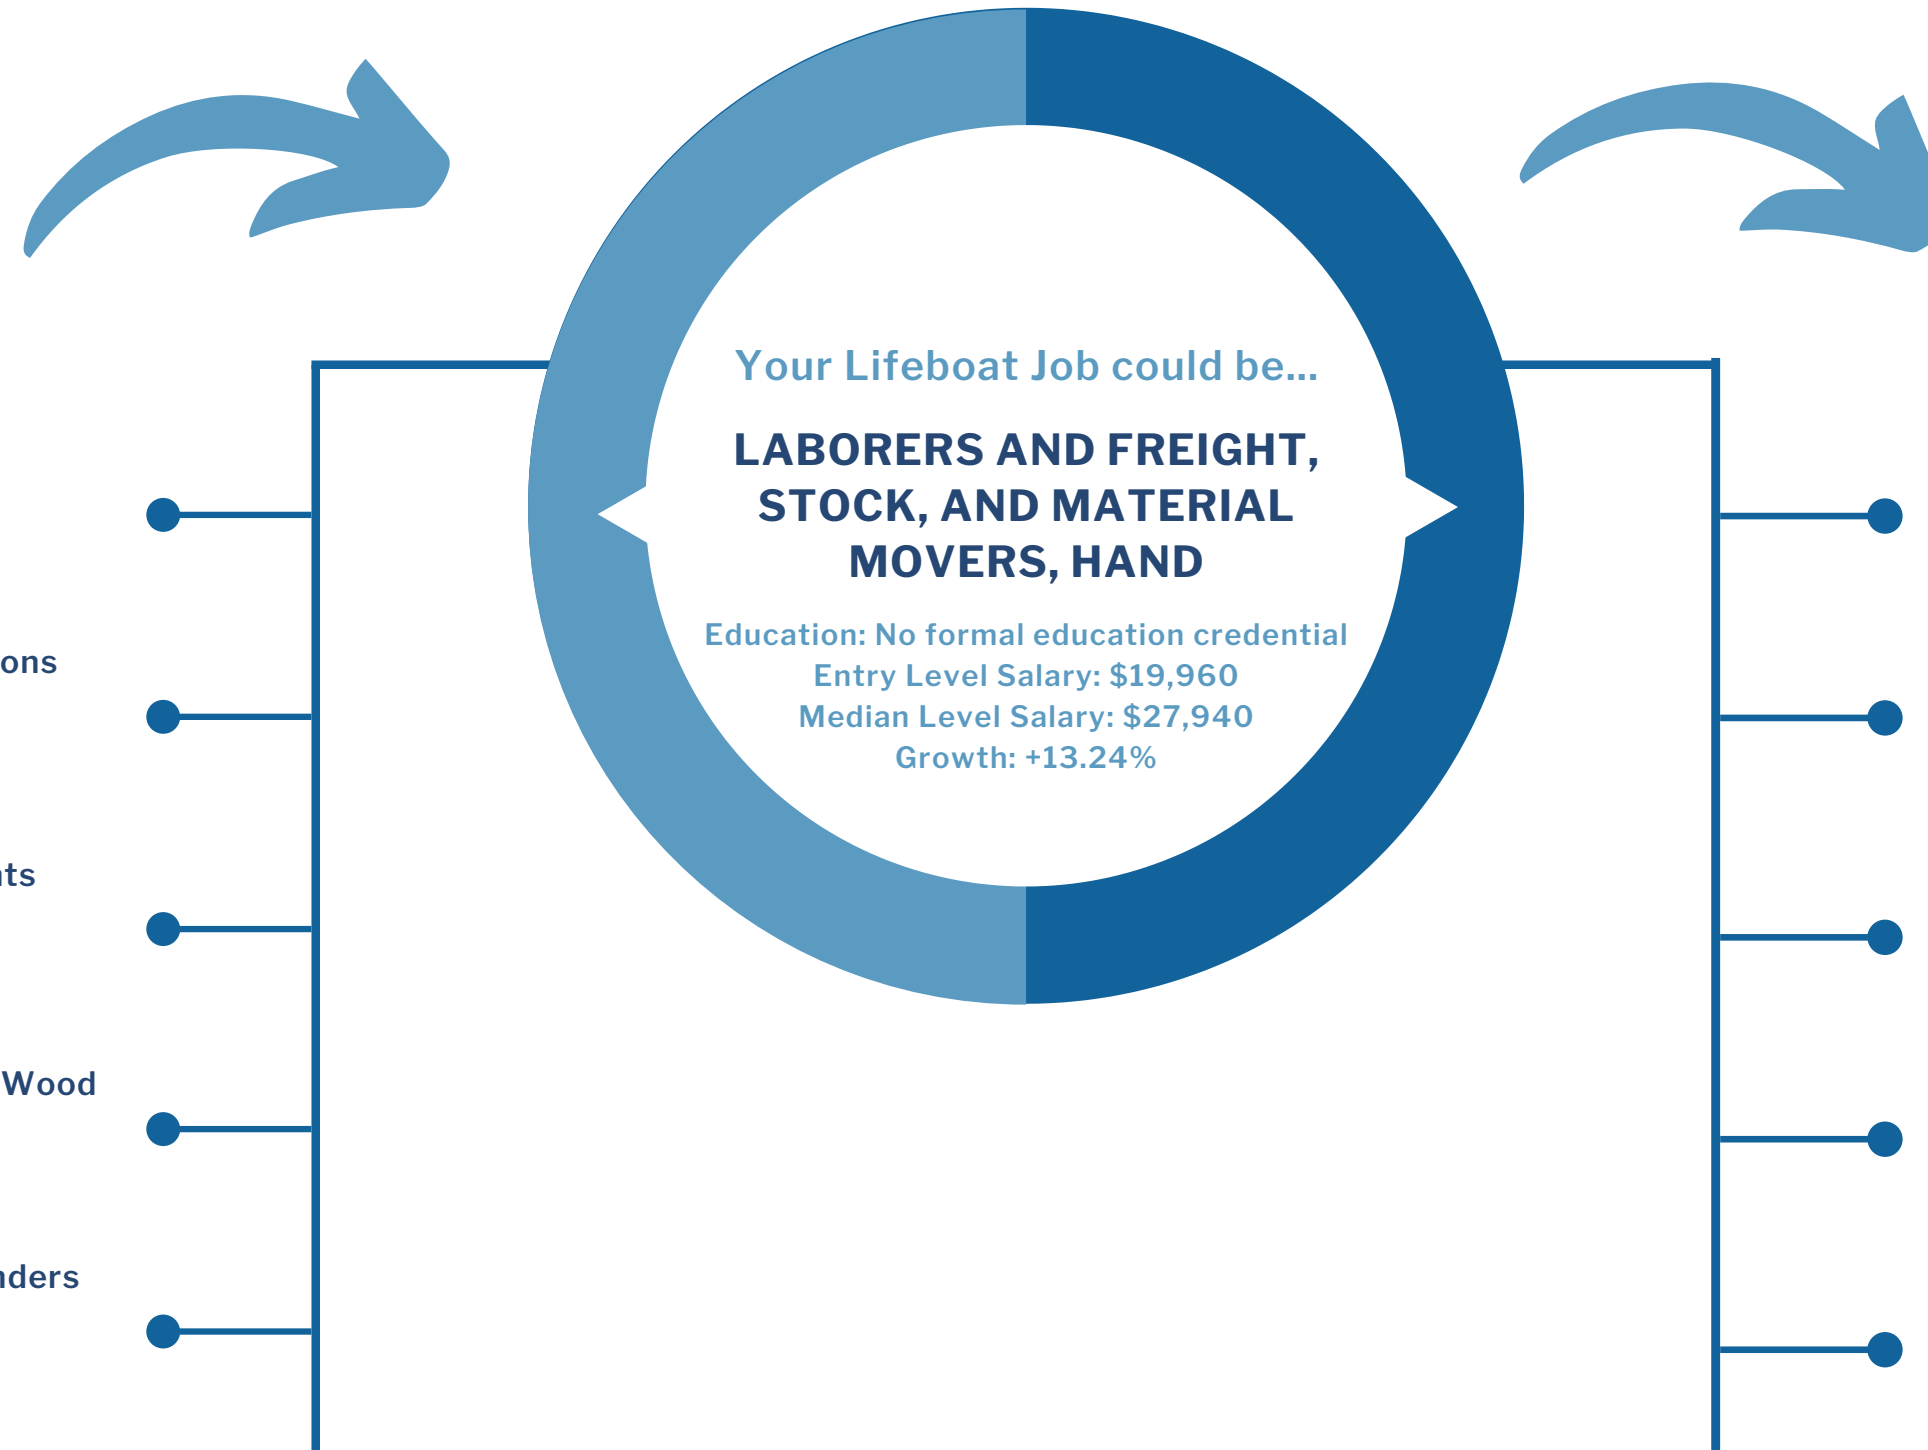 Your Lifeboat Job could be...
LABORERS AND FREIGHT,
STOCK, AND MATERIAL
MOVERS, HAND
Education: No formal education credential
Entry Level Salary: $19,960
Median Level Salary: $27,940
Growth: +13.24%
ons
ts
Wood
nders